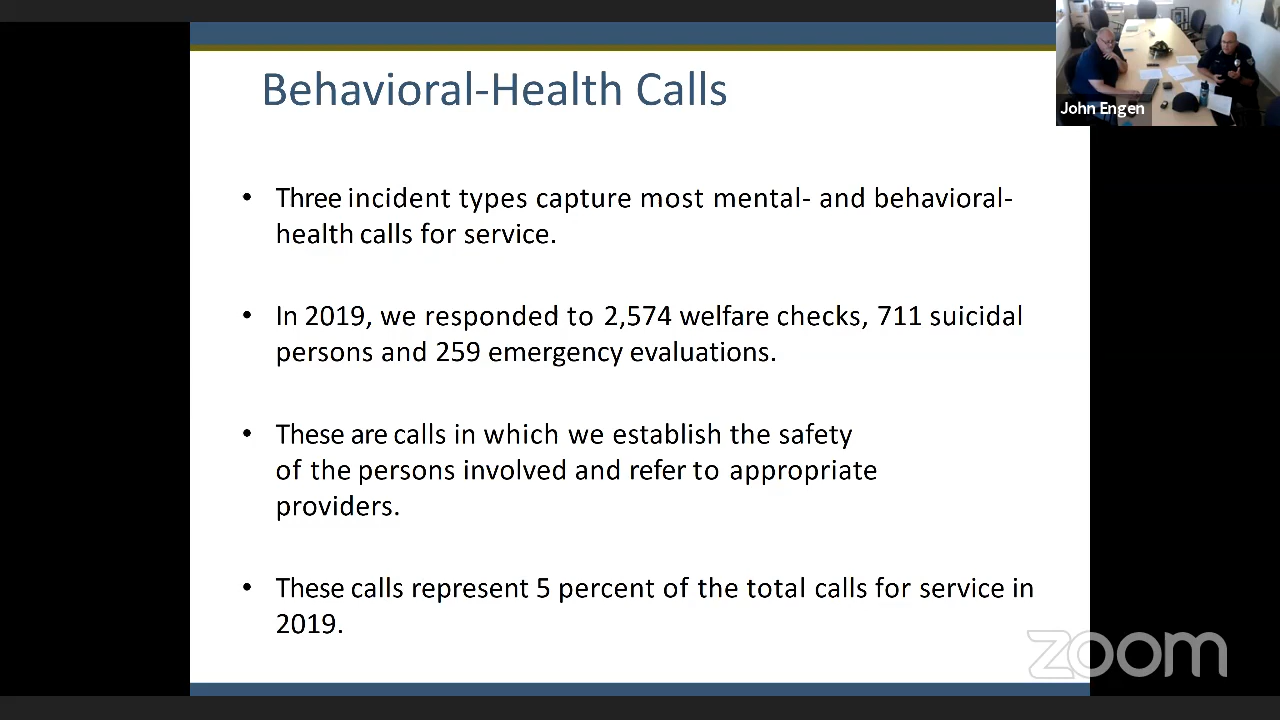 Behavioral-Health Calls
John Engen
• Three incident types capture most mental- and behavioral-
health calls for service.
• In 2019, we responded to 2,574 welfare checks, 711 suicidal
persons and 259 emergency evaluations.
• These are calls in which we establish the safety
of the persons involved and refer to appropriate
providers.
• These calls represent 5 percent of the total calls for service in
2019.
zoom